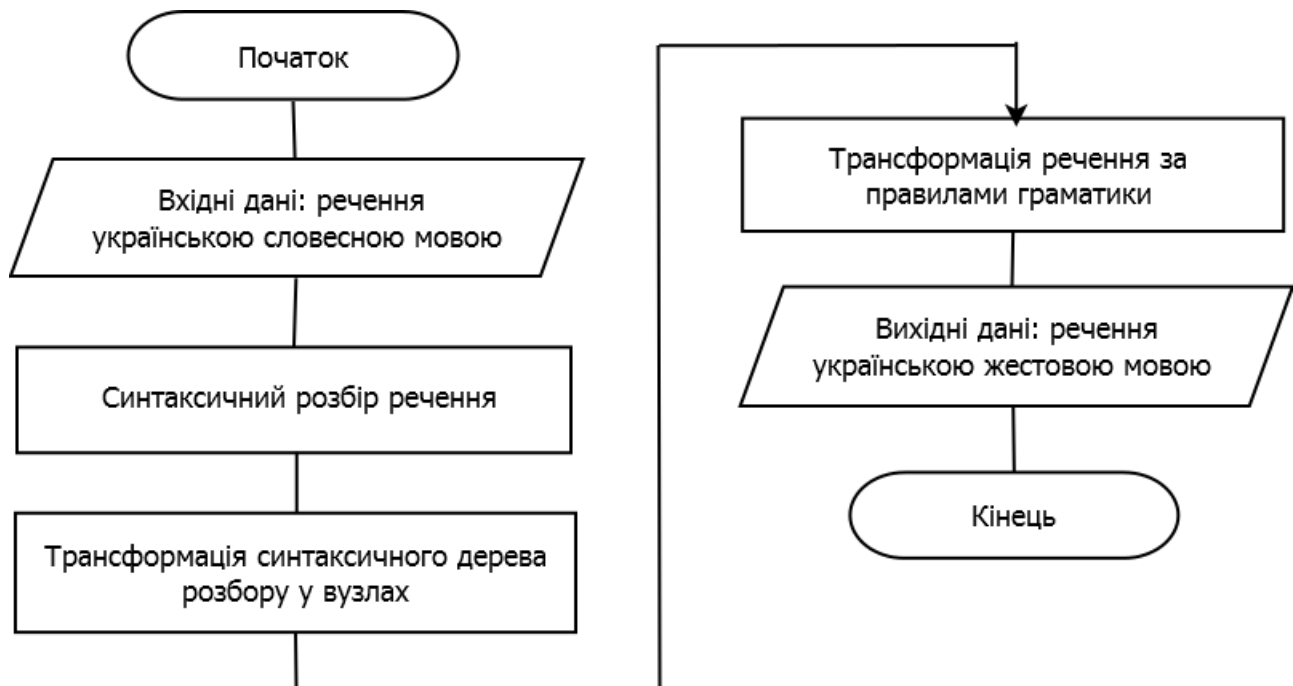 Початок
Вхідні дані: речення
українською словесною мовою
Синтаксичний розбір речення
Трансформація синтаксичного дерева
розбору у вузлах
Трансформація речення за
правилами граматики
Вихідні дані: речення
українською жестовою мовою
Кінець